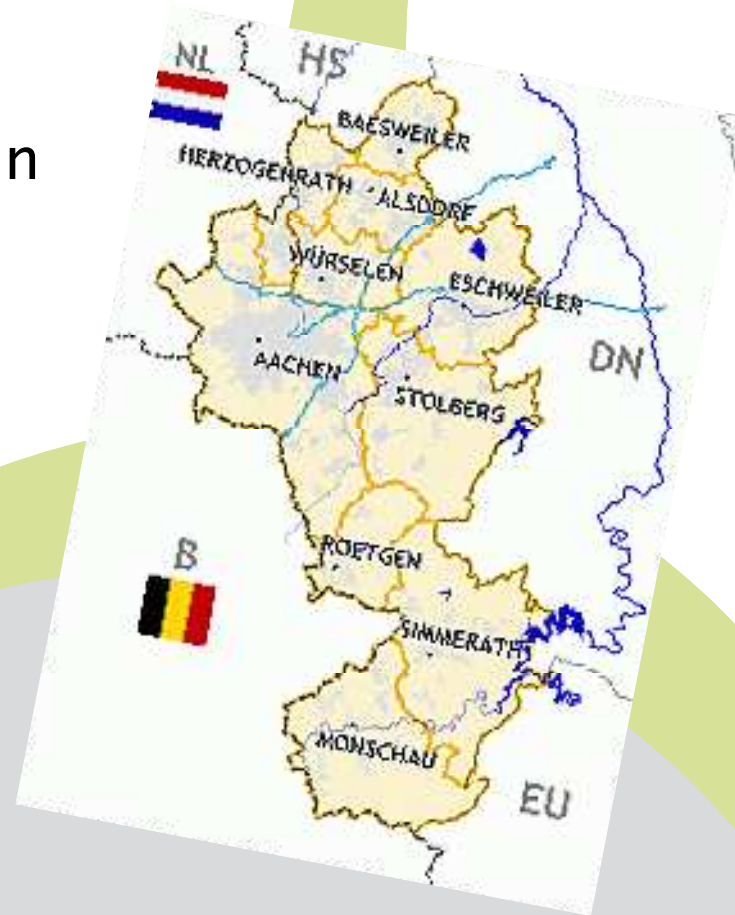 NL
HS
n
BAESWEILER
HERZOGENRATH
ALSDORF
WÜRSELEN
ESCHWEILER
AACHEN
DN
STOLBERG
B
ROETGEN
SIMMERATH
MONSCHAU
EU